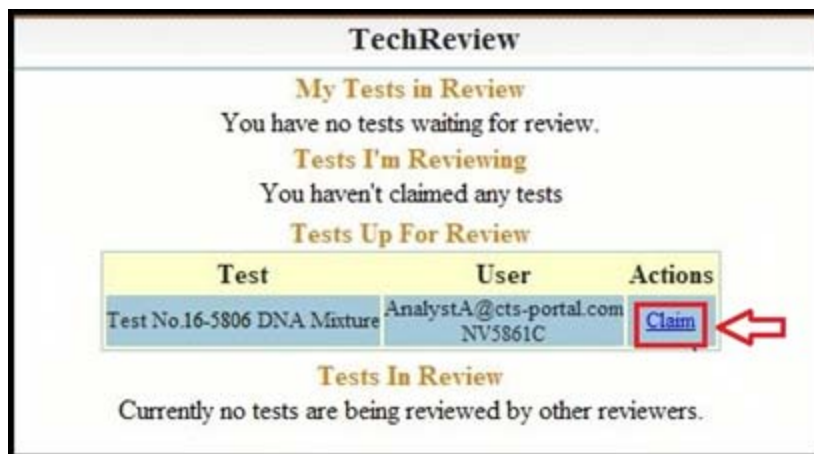 TechReview
My Tests in Review
You have no tests waiting for review.
Tests I'm Reviewing
You haven't claimed any tests
Tests Up For Review
Test User Actions
Test No.16-5806 DNA Mixture AnalystA@cts-portal.com NV5861C Claim
Tests In Review
Currently no tests are being reviewed by other reviewers.